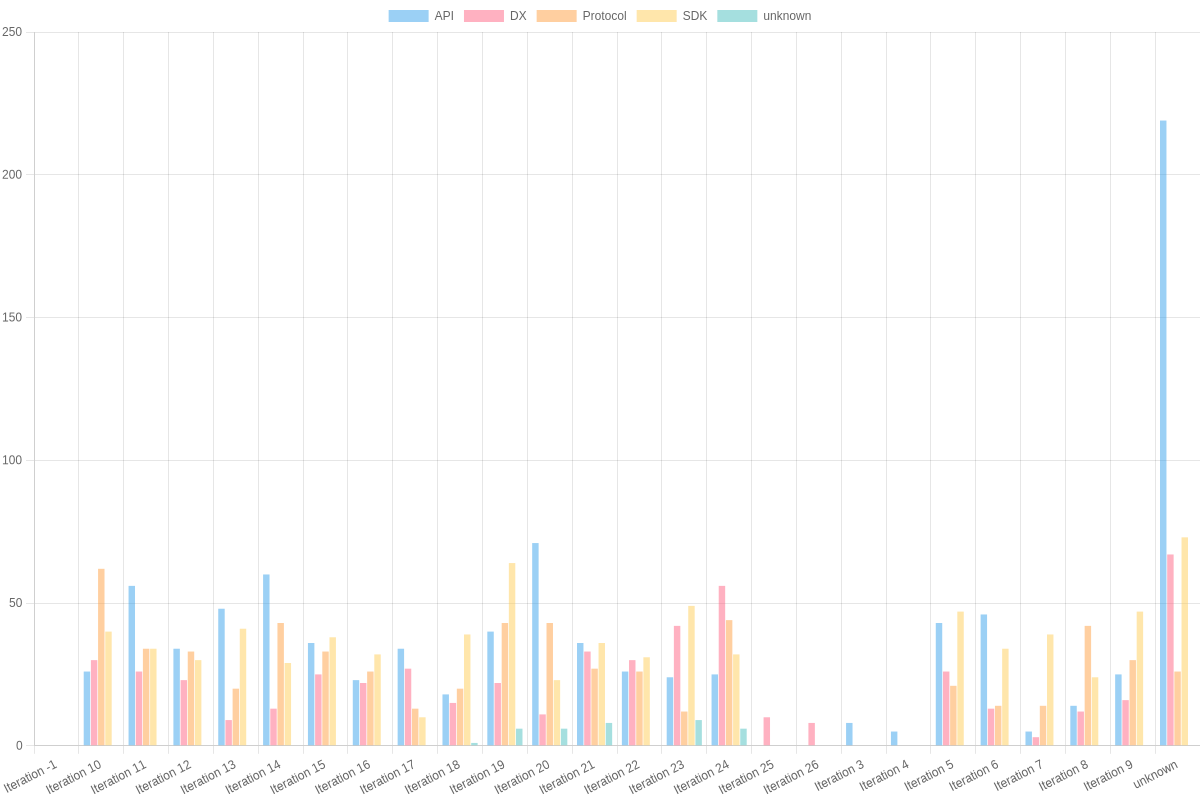 API DX Protocol SDK unknown
250
200
150
100
50
0
Iteration -1
Iteration 10
Iteration 11
Iteration 12
Iteration 13
Iteration 14
Iteration 15
Iteration 16
Iteration 17
Iteration 18
Iteration 19
Iteration 20
Iteration 21
Iteration 22
Iteration 23
Iteration 24
Iteration 25
Iteration 26
Iteration 3
Iteration 4
Iteration 5
Iteration 6
Iteration 7
Iteration 8
Iteration 9
unknown